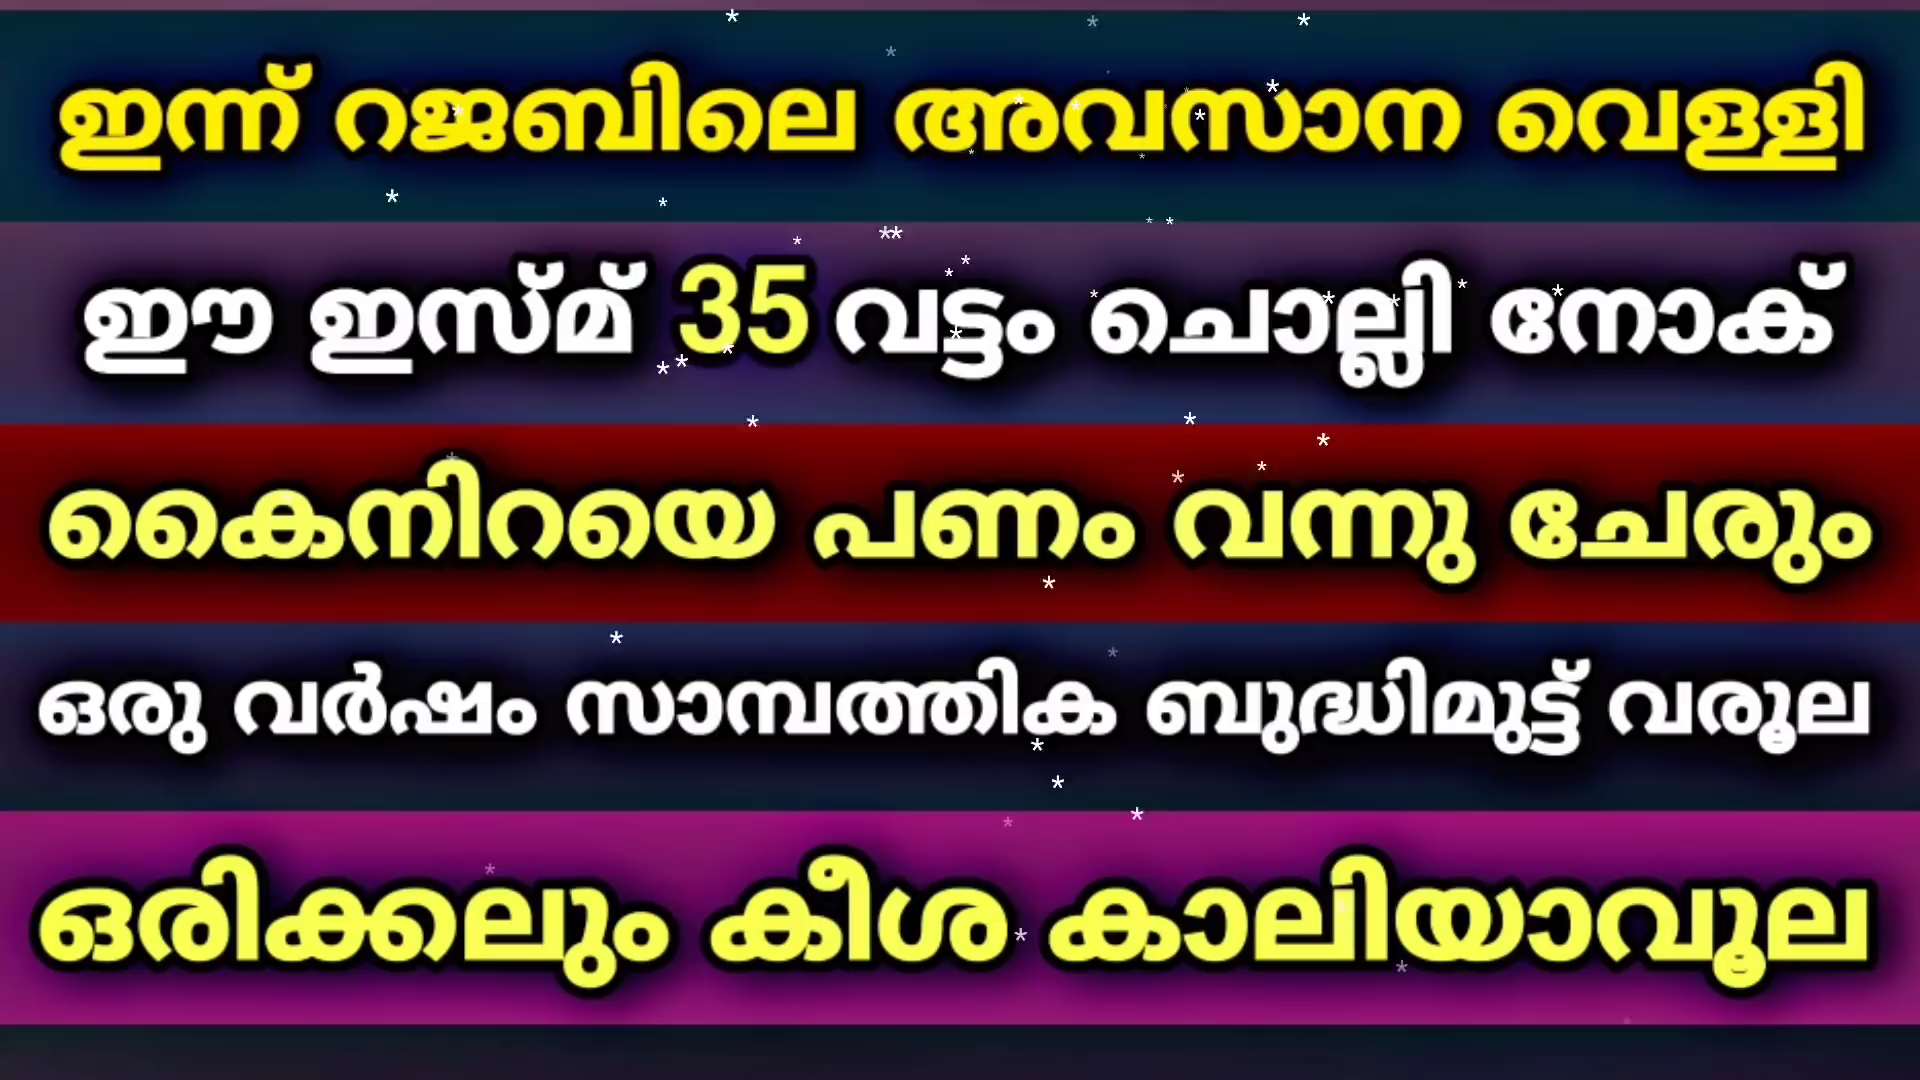 ഇന്ന് റജബിലെ അവസാന വെള്ളി
ഈ ഇസ്മ് 35 വട്ടം ചൊല്ലി നോക്
കൈനിറയെ പണം വന്നു ചേരും
ഒരു വർഷം സാമ്പത്തിക ബുദ്ധിമുട്ട് വരൂല
ഒരിക്കലും കീശ കാലിയാവൂല